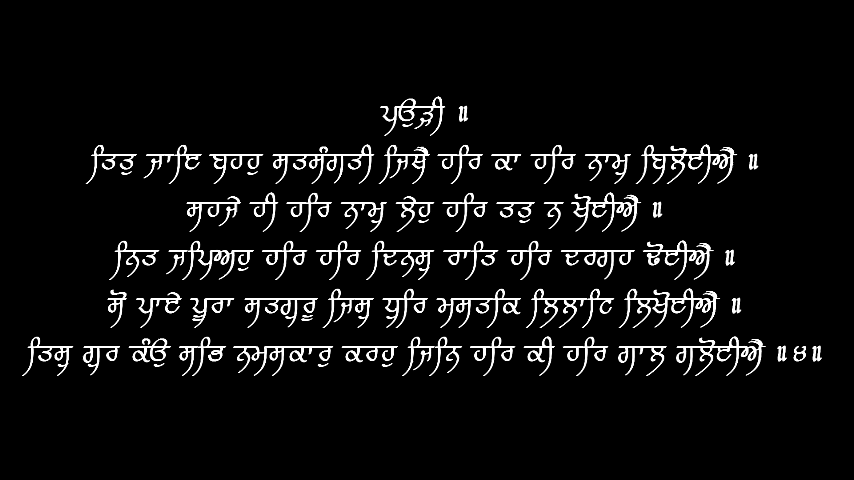 ਪਉੜੀ ॥
ਤਿਤੁ ਜਾਇ ਬਹਹੁ ਸਤਸੰਗਤੀ ਜਿਥੈ ਹਰਿ ਕਾ ਹਰਿ ਨਾਮੁ ਬਿਲੋਈਐ ॥
ਸਹਜੇ ਹੀ ਹਰਿ ਨਾਮੁ ਲੇਹੁ ਹਰਿ ਤਤੁ ਨ ਖੋਈਐ ॥
ਨਿਤ ਜਪਿਅਹੁ ਹਰਿ ਹਰਿ ਦਿਨਸੁ ਰਾਤਿ ਹਰਿ ਦਰਗਹ ਢੋਈਐ ॥
ਸੋ ਪਾਏ ਪੂਰਾ ਸਤਗੁਰੂ ਜਿਸੁ ਧੁਰਿ ਮਸਤਕਿ ਲਿਲਾਟਿ ਲਿਖੋਈਐ ॥
ਤਿਸੁ ਗੁਰ ਕੰਉ ਸਭਿ ਨਮਸਕਾਰੁ ਕਰਹੁ ਜਿਨਿ ਹਰਿ ਕੀ ਹਰਿ ਗਾਲ ਗਲੋਈਐ ॥੪॥